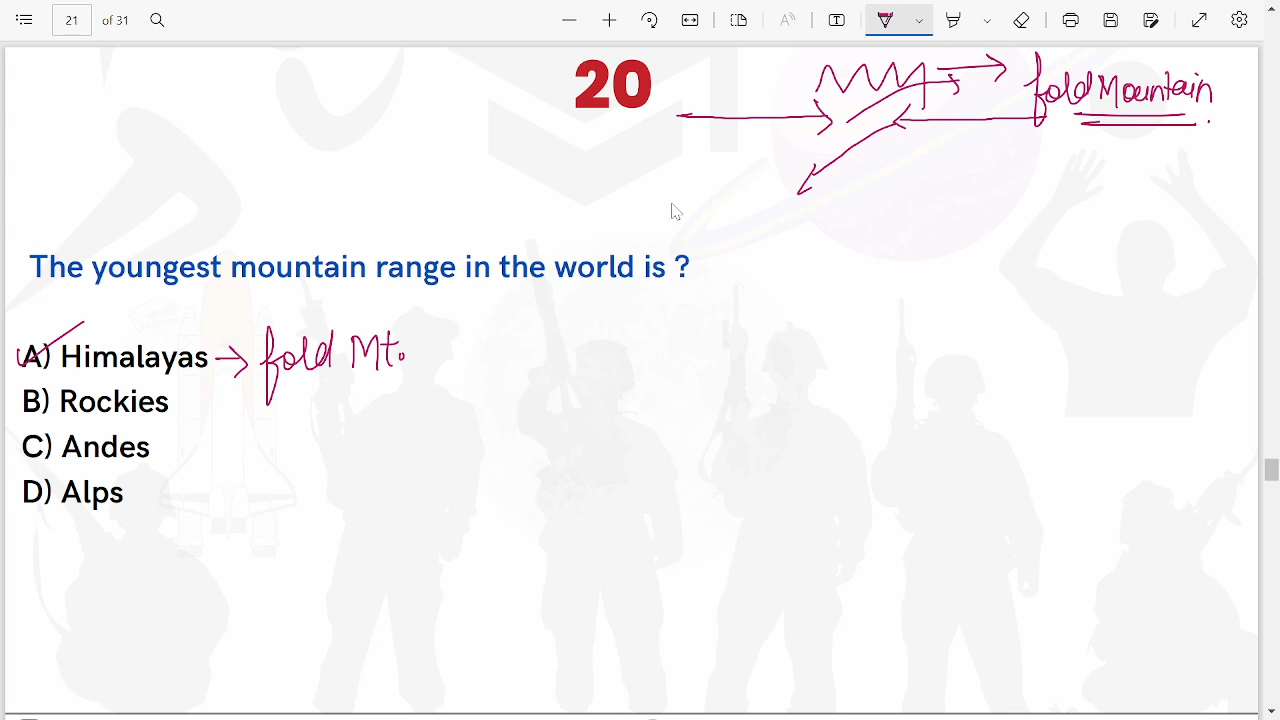 21 of 31
20
fold Mountain
The youngest mountain range in the world is ?
A) Himalayas → fold Mt.
B) Rockies
C) Andes
D) Alps